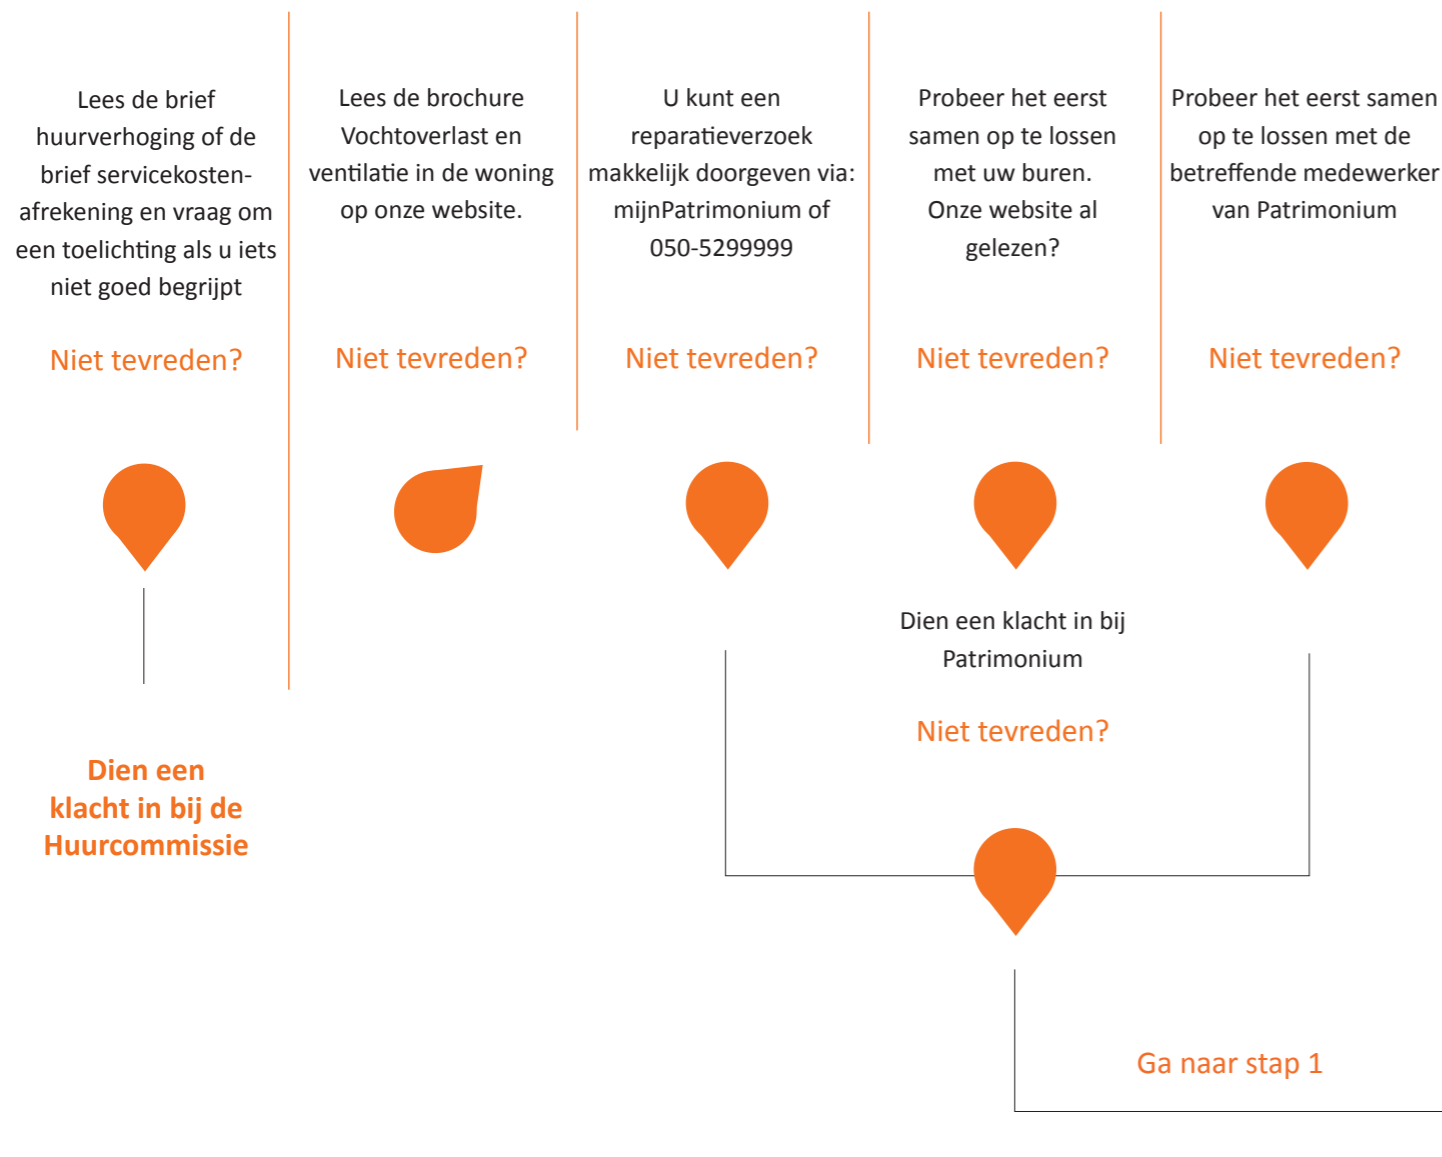 Lees de brief
huurverhoging of de
brief servicekosten-
afrekening en vraag om
een toelichting als u iets
niet goed begrijpt
Niet tevreden?
Dien een
klacht in bij de
Huurcommissie
Lees de brochure
Vochtoverlast en
ventilatie in de woning
op onze website.
Niet tevreden?
U kunt een
reparatieverzoek
makkelijk doorgeven via:
mijnPatrimonium of
050-5299999
Niet tevreden?
Probeer het eerst
samen op te lossen
met uw buren.
Onze website al
gelezen?
Niet tevreden?
Dien een klacht in bij
Patrimonium
Niet tevreden?
Probeer het eerst samen
op te lossen met de
betreffende medewerker
van Patrimonium
Niet tevreden?
Ga naar stap 1